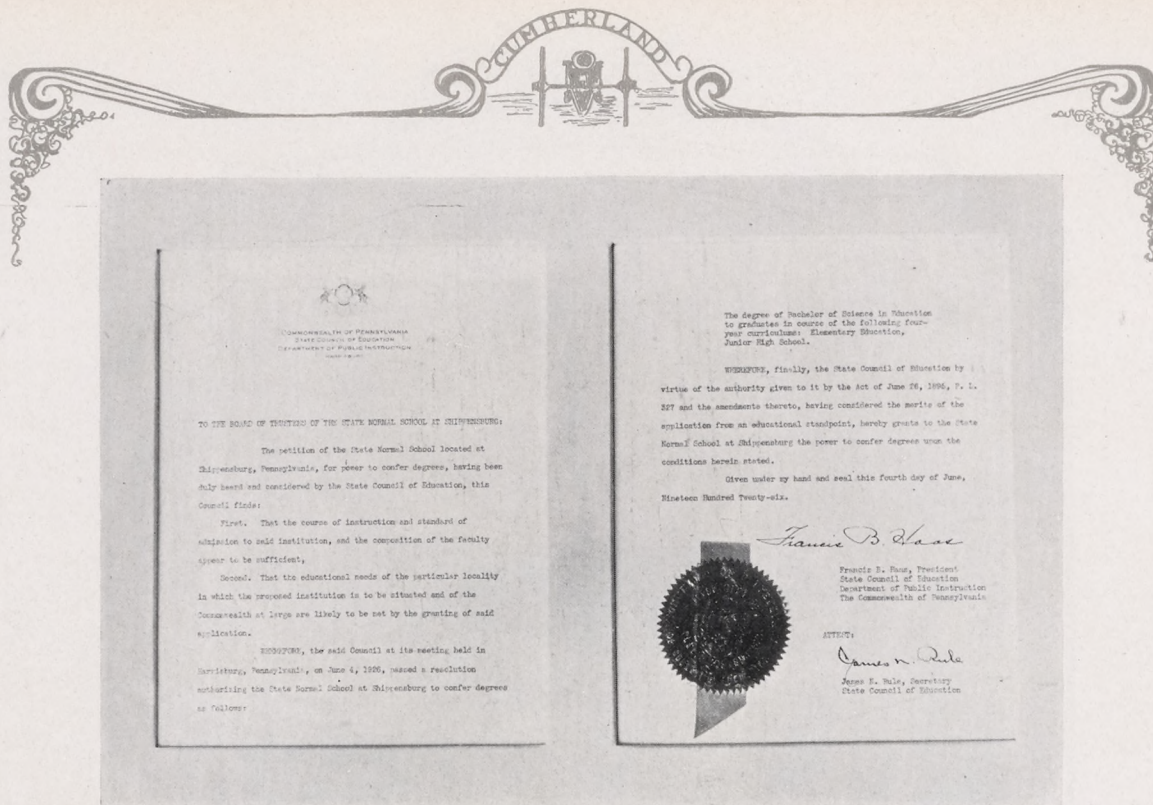 CUMBERLAND
COMMONWEALTH OF PENNSYLVANIA
STATE COUNCIL OF EDUCATION
DEPARTMENT OF PUBLIC INSTRUCTION
HARRISBURG
TO THE BOARD OF TRUSTEES OF THE STATE NORMAL SCHOOL AT SHIPPENSBURG:
The petition of the State Normal School located at
Shippensburg, Pennsylvania, for power to confer degrees, having been
duly heard and considered by the State Council of Education, this
Council finds:
First. That the course of instruction and standard of
admission to said institution, and the composition of the faculty
appear to be sufficient,
Second. That the educational needs of the particular locality
in which the proposed institution is to be situated and of the
Commonwealth at large are likely to be met by the granting of said
application.
WHEREFORE, the said Council at its meeting held in
Harrisburg, Pennsylvania, on June 4, 1926, passed a resolution
authorizing the State Normal School at Shippensburg to confer degrees
as follows:
The degree of Bachelor of Science in Education
to graduates in course of the following four-
year curriculums: Elementary Education,
Junior High School.
WHEREFORE, finally, the State Council of Education by
virtue of the authority given to it by the Act of June 26, 1895, P. L.
327 and the amendments thereto, having considered the merits of the
application from an educational standpoint, hereby grants to the State
Normal School at Shippensburg the power to confer degrees upon the
conditions herein stated.
Given under my hand and seal this fourth day of June,
Nineteen Hundred Twenty-six.
Francis B. Haas
Francis B. Haas, President
State Council of Education
Department of Public Instruction
The Commonwealth of Pennsylvania
ATTEST:
James N. Rule
James N. Rule, Secretary
State Council of Education